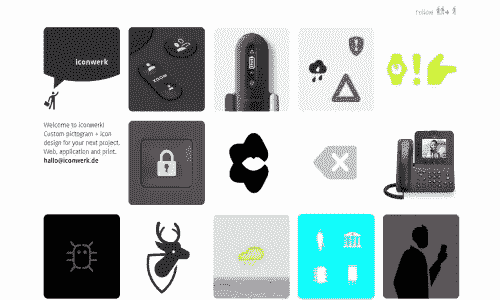 Follow
iconwerk
ZOOM
Welcome to iconwerk!
Custom pictogram + icon
design for your next project.
Web, application and print.
hallo@iconwerk.de